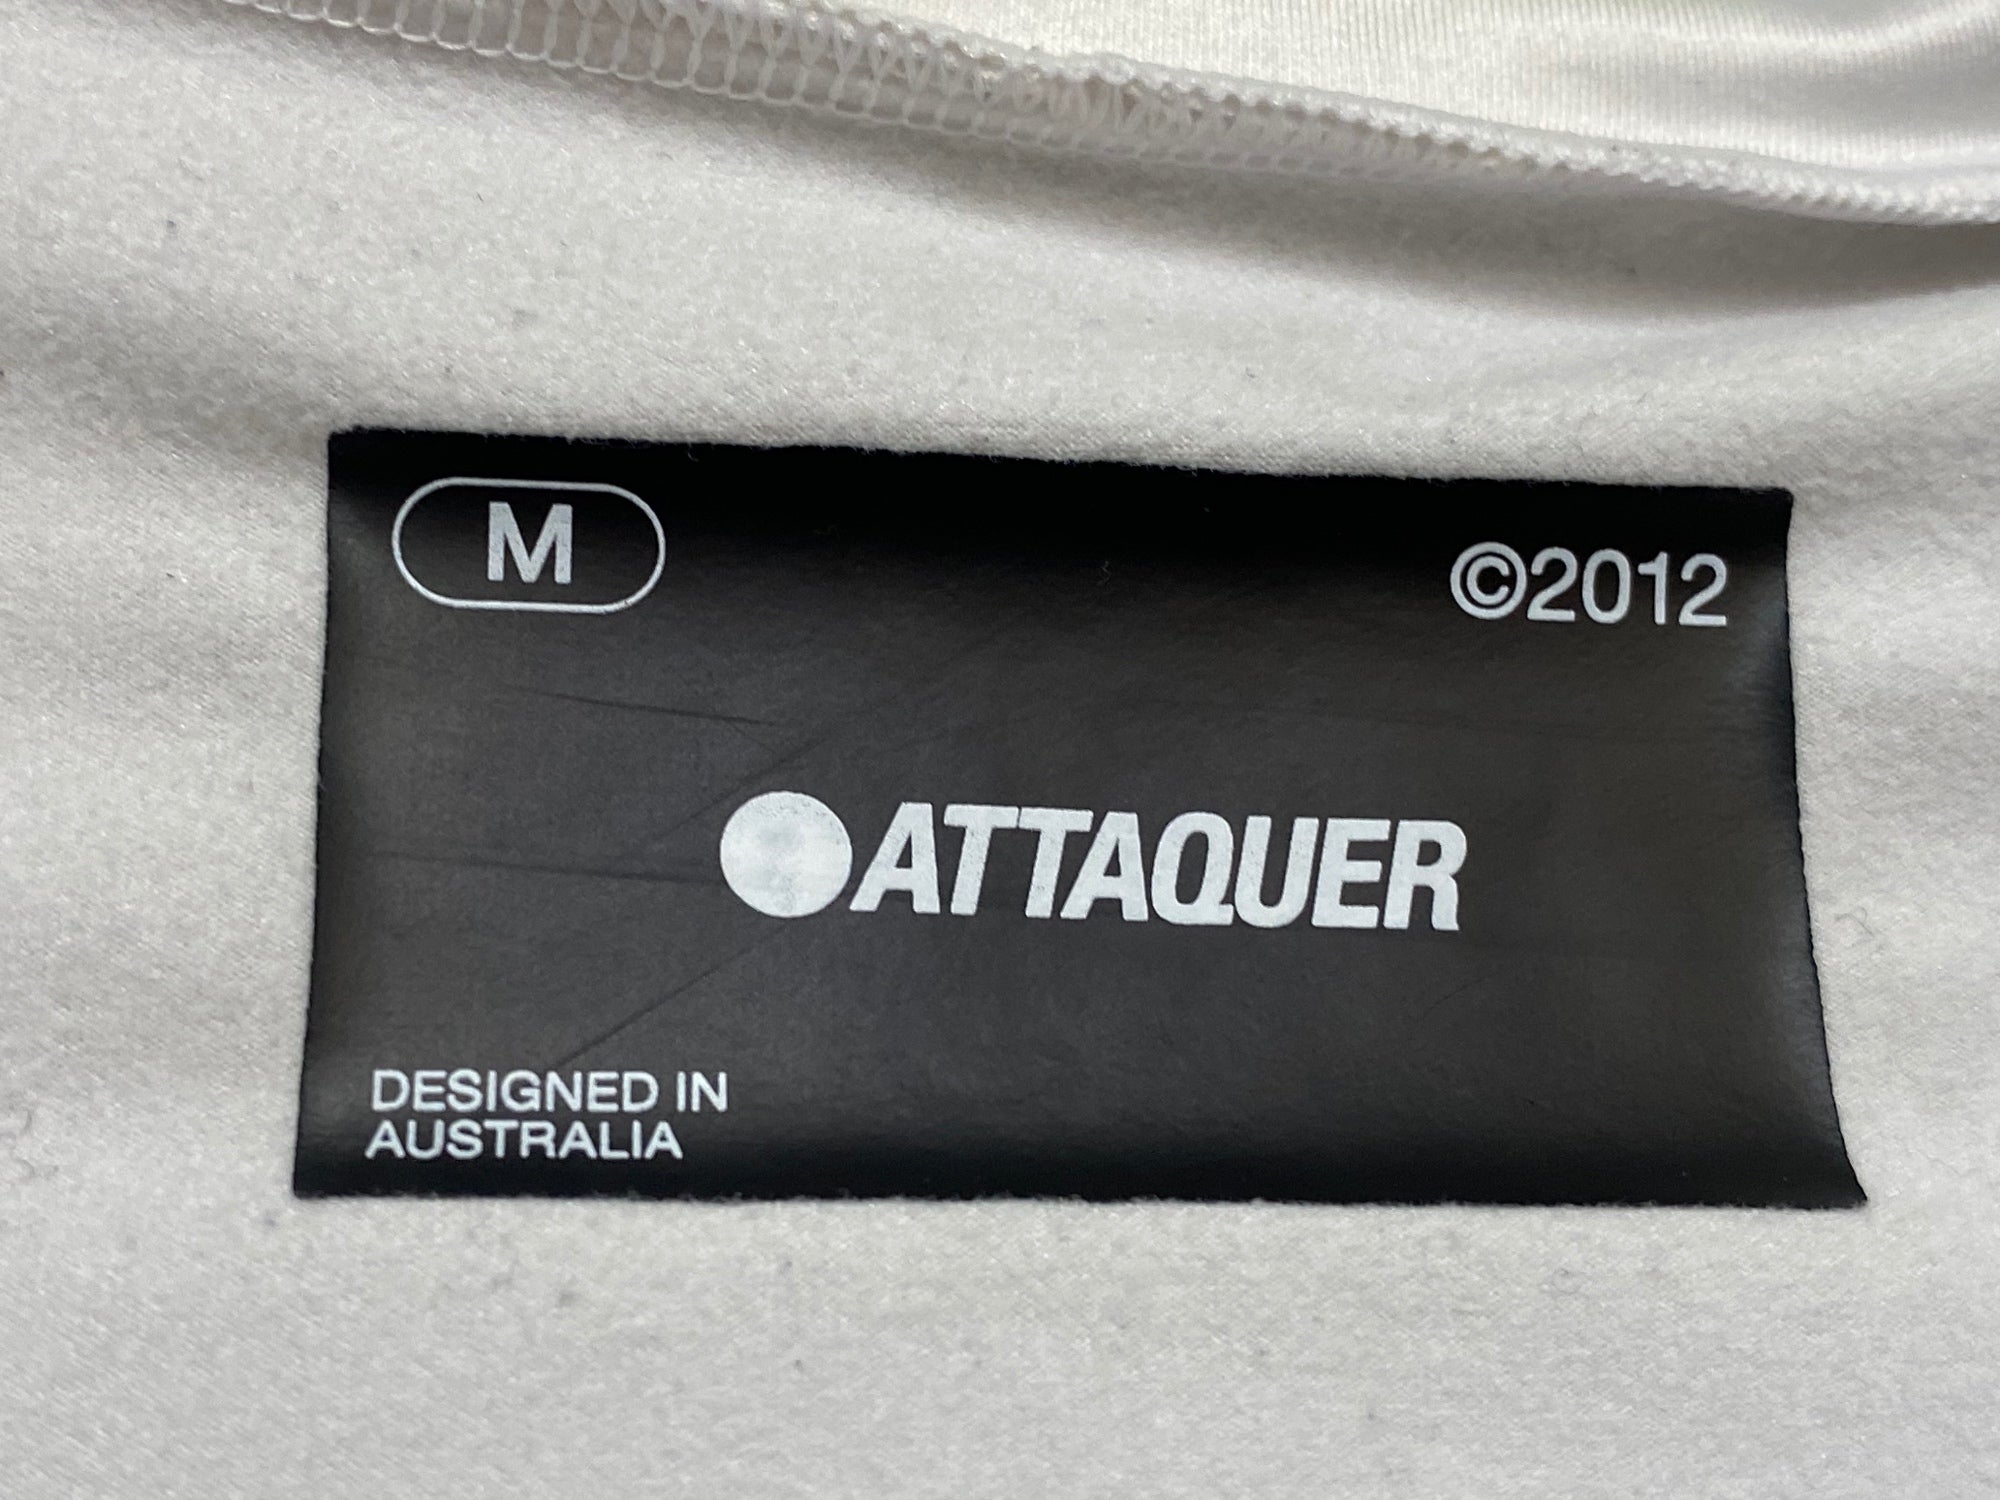 M
©2012
ATTAQUER
DESIGNED IN
AUSTRALIA